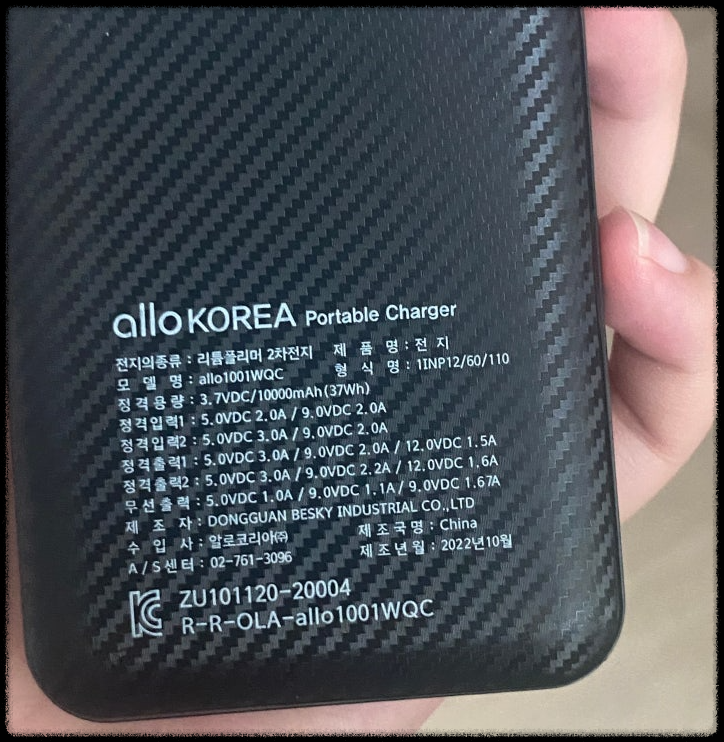 allo KOREA Portable Charger
전지의종류 : 리튬폴리머 2차전지 제 품 명 : 전 지
모 델 명 : allo1001WQC 형 식 명 : 1INP12/60/110
정격용량 : 3.7VDC/10000mAh(37Wh)
정격입력1 : 5.0VDC 2.0A / 9.0VDC 2.0A
정격입력2 : 5.0VDC 3.0A / 9.0VDC 2.0A
정격출력1 : 5.0VDC 3.0A / 9.0VDC 2.0A / 12.0VDC 1.5A
정격출력2 : 5.0VDC 3.0A / 9.0VDC 2.2A / 12.0VDC 1.6A
무선출력 : 5.0VDC 1.0A / 9.0VDC 1.1A / 9.0VDC 1.67A
제 조 자 : DONGGUAN BESKY INDUSTRIAL CO.,LTD
수 입 사 : 알로코리아㈜ 제조국명 : China
A/S센터 : 02-761-3096 제조년월 : 2022년10월
ZU101120-20004
R-R-OLA-allo1001WQC